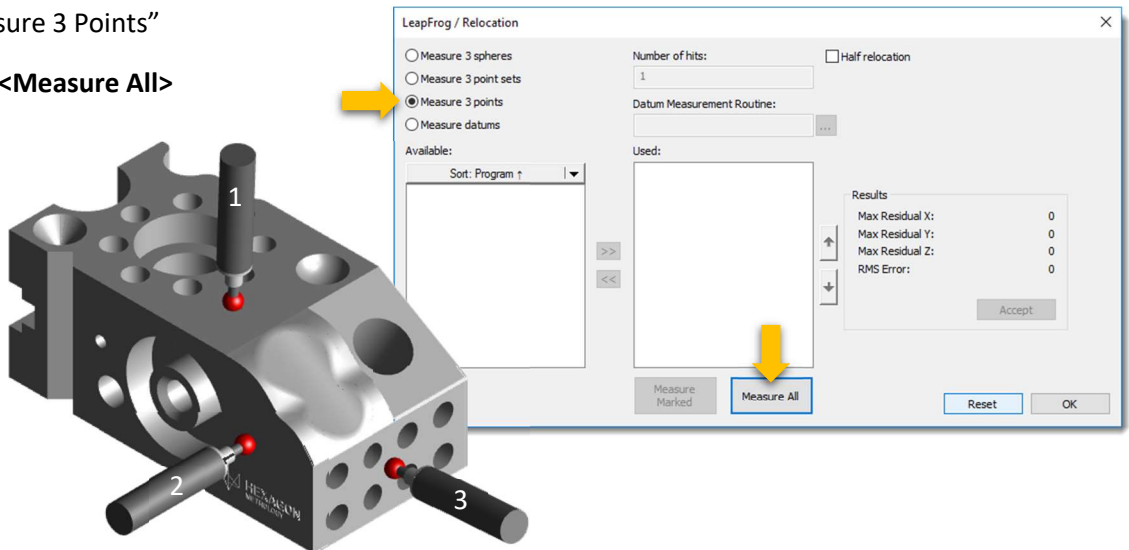 sure 3 Points”
<Measure All>
LeapFrog / Relocation
Measure 3 spheres
Measure 3 point sets
Measure 3 points
Measure datums
Number of hits:
1
Half relocation
Datum Measurement Routine:
...
Available:
Sort: Program ↑
Used:
>>
<<
Results
Max Residual X: 0
Max Residual Y: 0
Max Residual Z: 0
RMS Error: 0
Accept
Measure
Marked
Measure All
Reset
OK
1
2
3
HEXAGON
METROLOGY